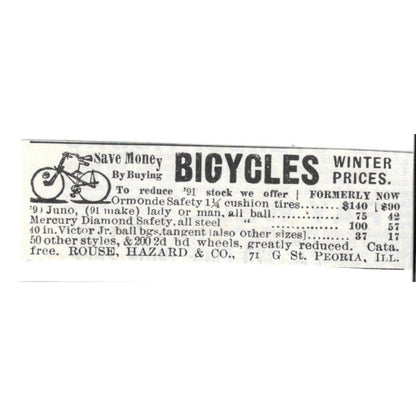 Save Money
By Buying
BICYCLES
WINTER
PRICES.
To reduce '91 stock we offer | FORMERLY NOW
Ormonde Safety 1¼ cushion tires........ $140 | $90
Juno, (91 make) lady or man, all ball.............. 75 42
Mercury Diamond Safety, all steel " ....... 100 57
40 in. Victor Jr. ball bgs. tangent [also other sizes]........ 37 17
50 other styles, & 200 2d hd wheels, greatly reduced. Cata.
free. ROUSE, HAZARD & CO., 71 G St. PEORIA, ILL.